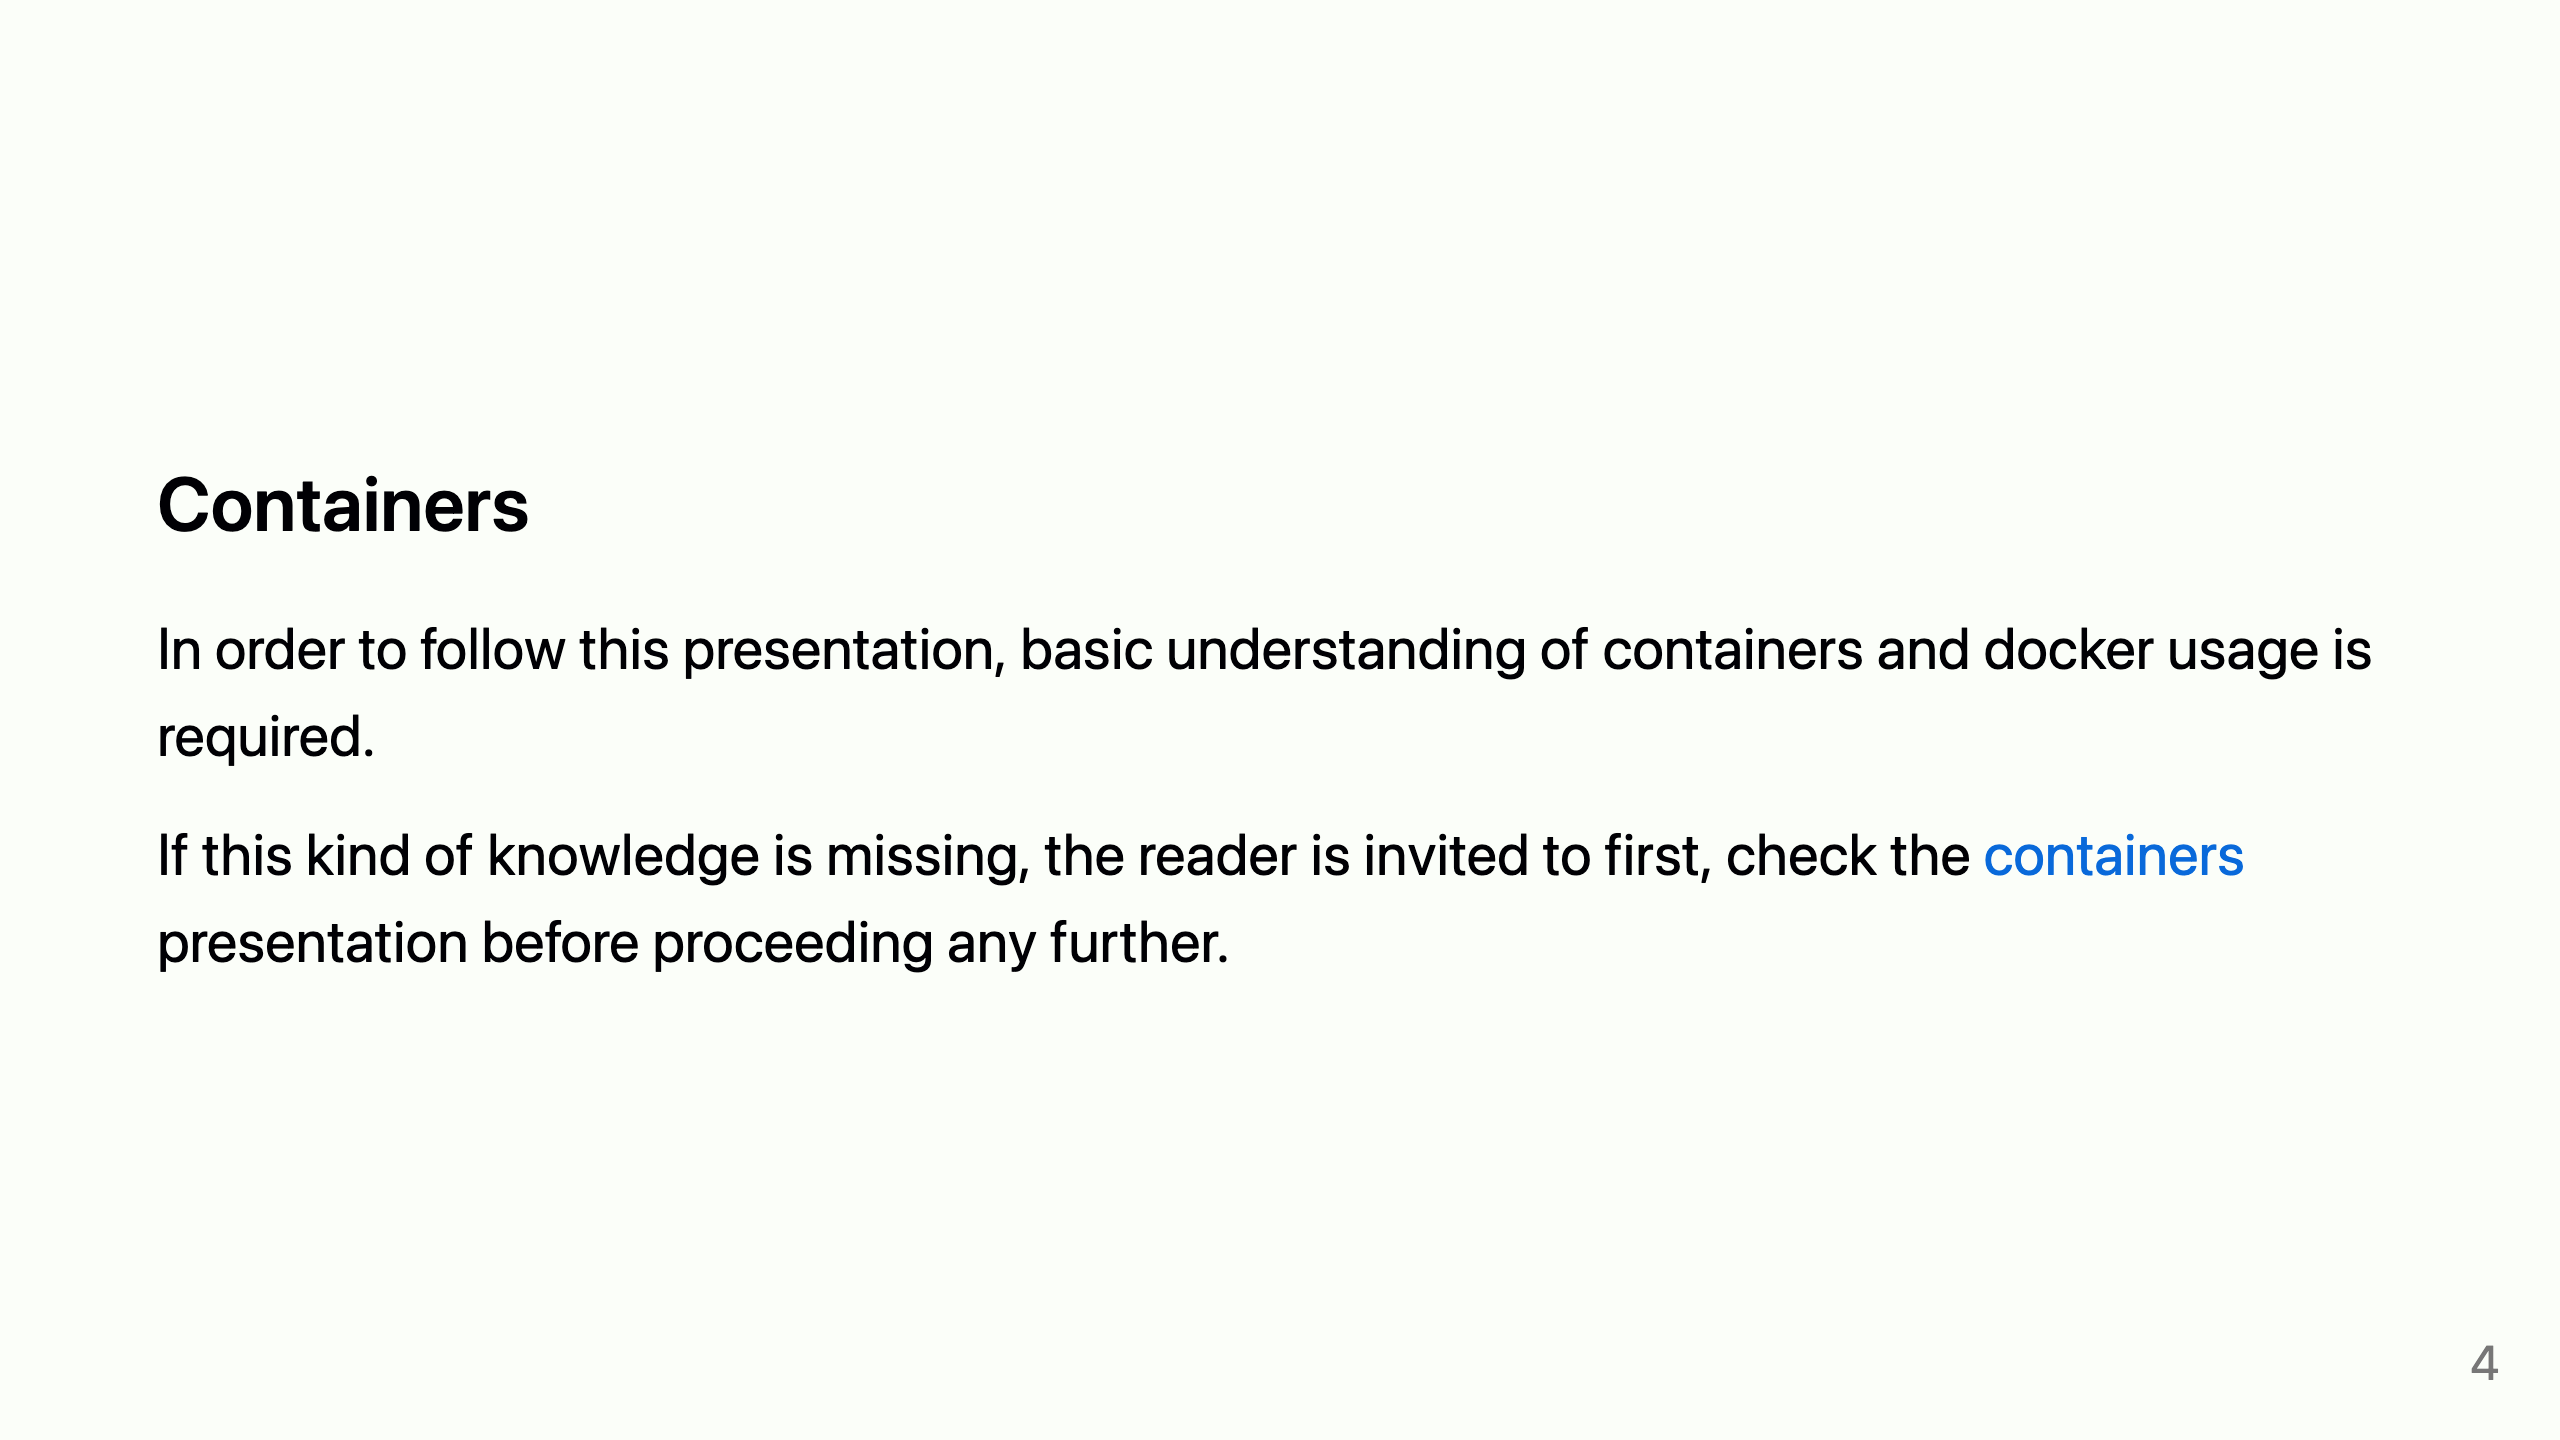 Containers
In order to follow this presentation, basic understanding of containers and docker usage is
required.
If this kind of knowledge is missing, the reader is invited to first, check the containers
presentation before proceeding any further.
4